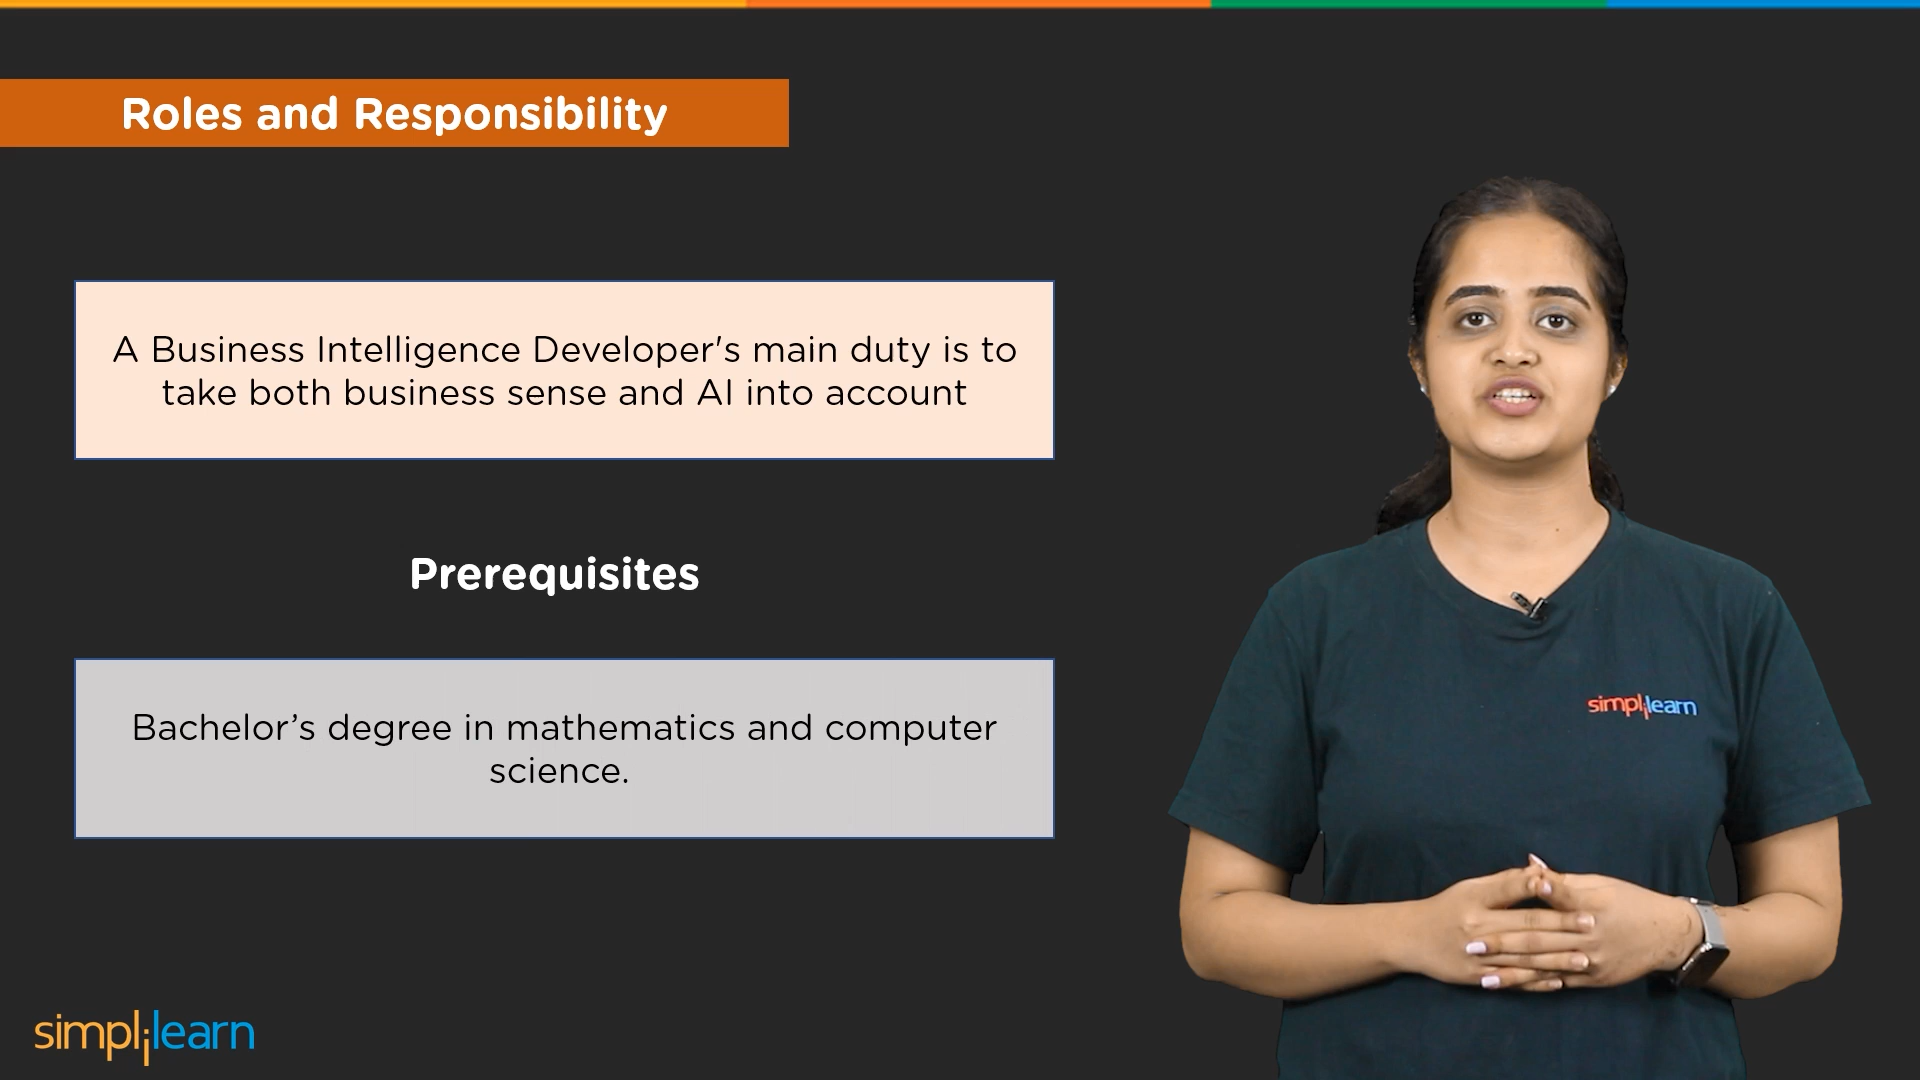 Roles and Responsibility
A Business Intelligence Developer's main duty is to
take both business sense and AI into account
Prerequisites
Bachelor’s degree in mathematics and computer
science.
simplilearn
simplilearn